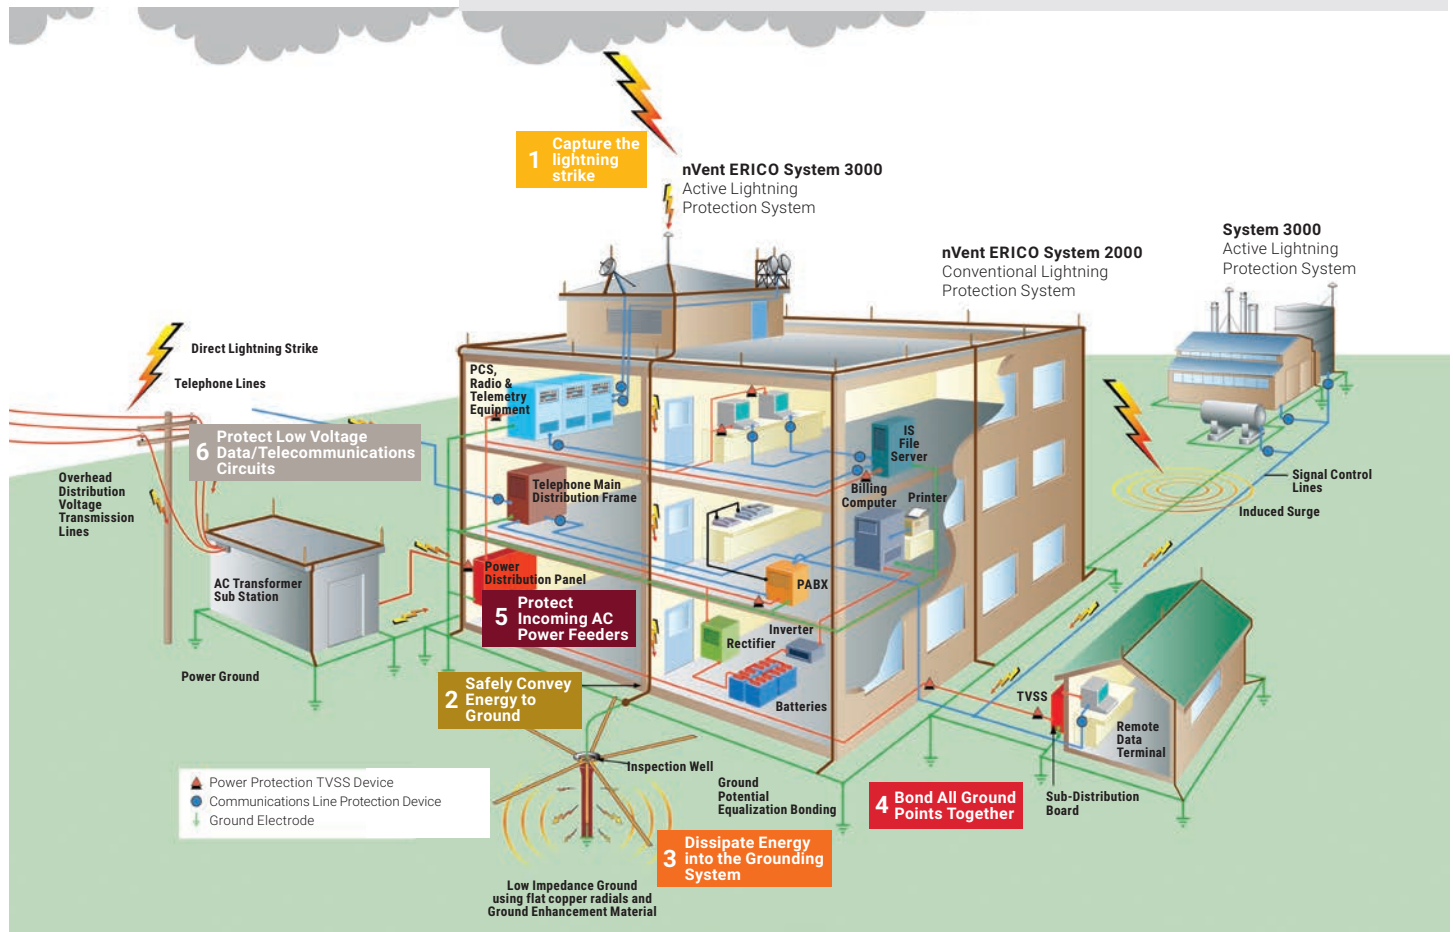 1
Capture the
lightning
strike
nVent ERICO System 3000
Active Lightning
Protection System
nVent ERICO System 2000
Conventional Lightning
Protection System
System 3000
Active Lightning
Protection System
Direct Lightning Strike
Telephone Lines
PCS,
Radio &
Telemetry
Equipment
6
Protect Low Voltage
Data/Telecommunications
Circuits
Overhead
Distribution
Voltage
Transmission
Lines
IS
File
Server
Billing
Computer
Printer
Telephone Main
Distribution Frame
Signal Control
Lines
Induced Surge
AC Transformer
Sub Station
Power
Distribution Panel
PABX
5
Protect
Incoming AC
Power Feeders
Inverter
Rectifier
Batteries
Power Ground
2
Safely Convey
Energy to
Ground
TVSS
Remote
Data
Terminal
Inspection Well
Ground
Potential
Equalization Bonding
4
Bond All Ground
Points Together
Sub-Distribution
Board
Power Protection TVSS Device
Communications Line Protection Device
Ground Electrode
3
Dissipate Energy
into the Grounding
System
Low Impedance Ground
using flat copper radials and
Ground Enhancement Material